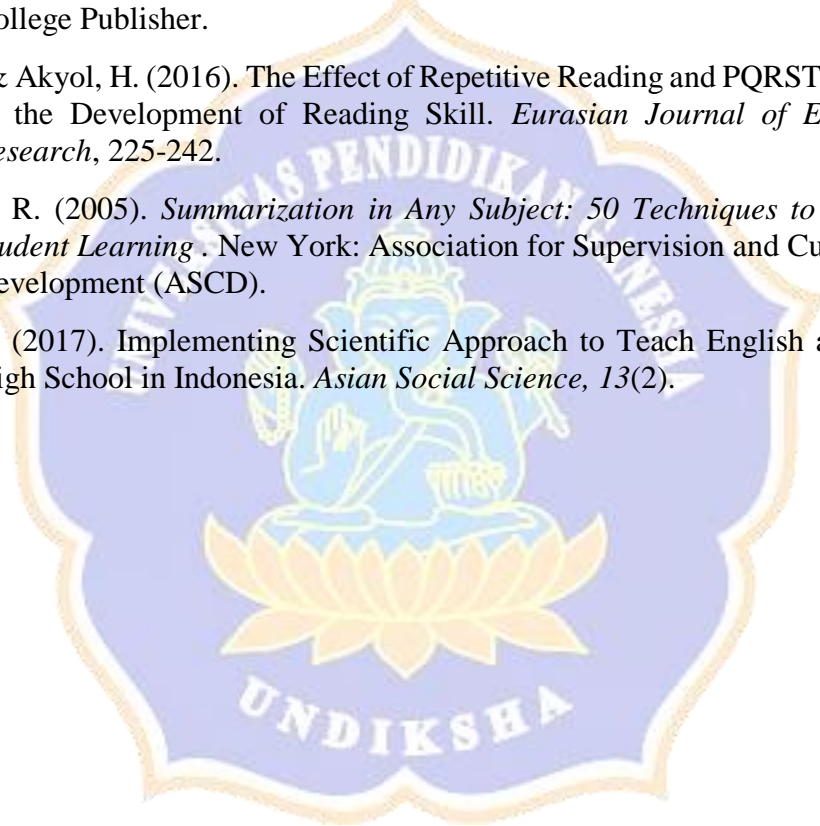 ollege Publisher.
& Akyol, H. (2016). The Effect of Repetitive Reading and PQRST
the Development of Reading Skill. Eurasian Journal of E
esearch, 225-242.
R. (2005). Summarization in Any Subject: 50 Techniques to
udent Learning . New York: Association for Supervision and Cu
evelopment (ASCD).
(2017). Implementing Scientific Approach to Teach English a
igh School in Indonesia. Asian Social Science, 13(2).
UNIVERSITAS PENDIDIKAN GANESHA
UNDIKSHA